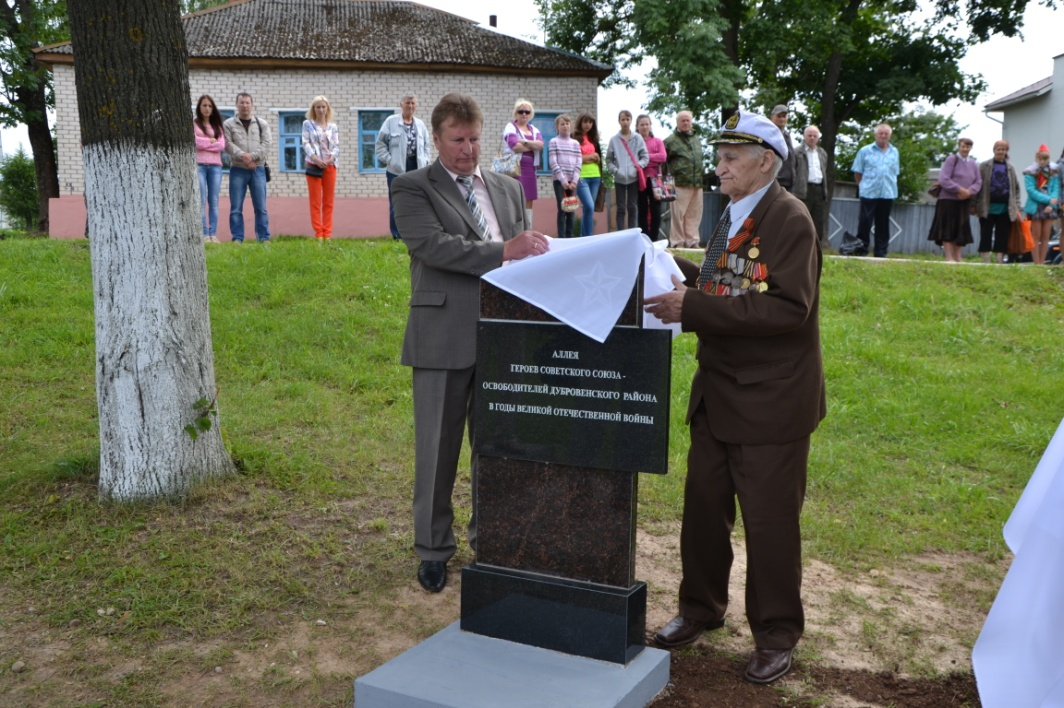 АЛЛЕЯ
ГЕРОЕВ СОВЕТСКОГО СОЮЗА -
ОСВОБОДИТЕЛЕЙ ДУБРОВЕНСКОГО РАЙОНА
В ГОДЫ ВЕЛИКОЙ ОТЕЧЕСТВЕННОЙ ВОЙНЫ